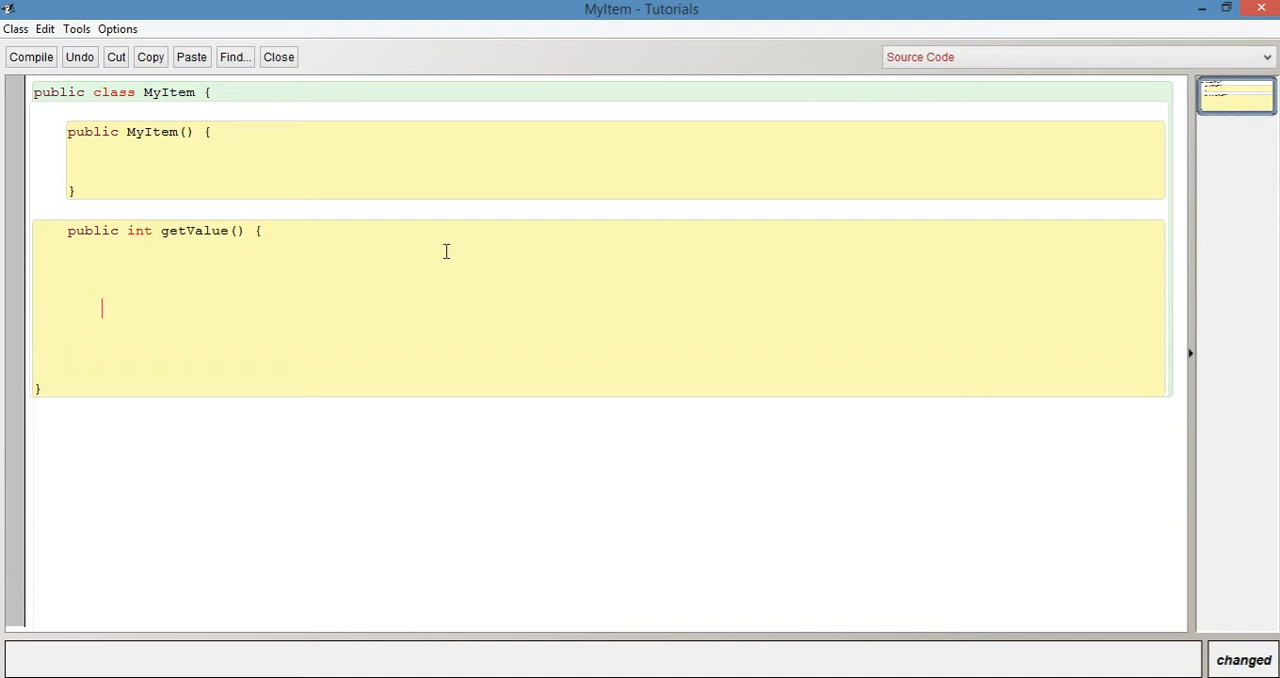 MyItem - Tutorials
Class Edit Tools Options
Compile Undo Cut Copy Paste Find... Close Source Code
public class MyItem {
public MyItem() {
}
public int getValue() {
}
changed